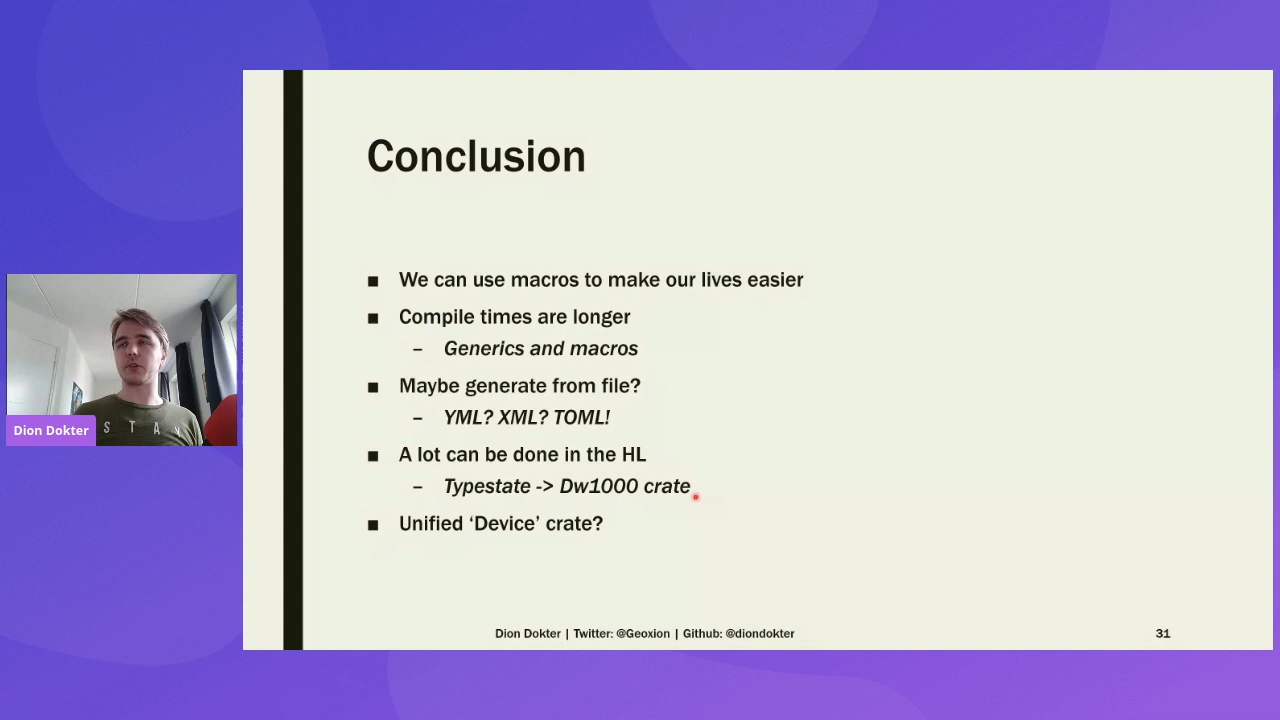 Conclusion
■ We can use macros to make our lives easier
■ Compile times are longer
– Generics and macros
■ Maybe generate from file?
– YML? XML? TOML!
■ A lot can be done in the HL
– Typestate -> Dw1000 crate
■ Unified ‘Device’ crate?
Dion Dokter | Twitter: @Geoxion | Github: @diondokter
31
Dion Dokter
S T A Y